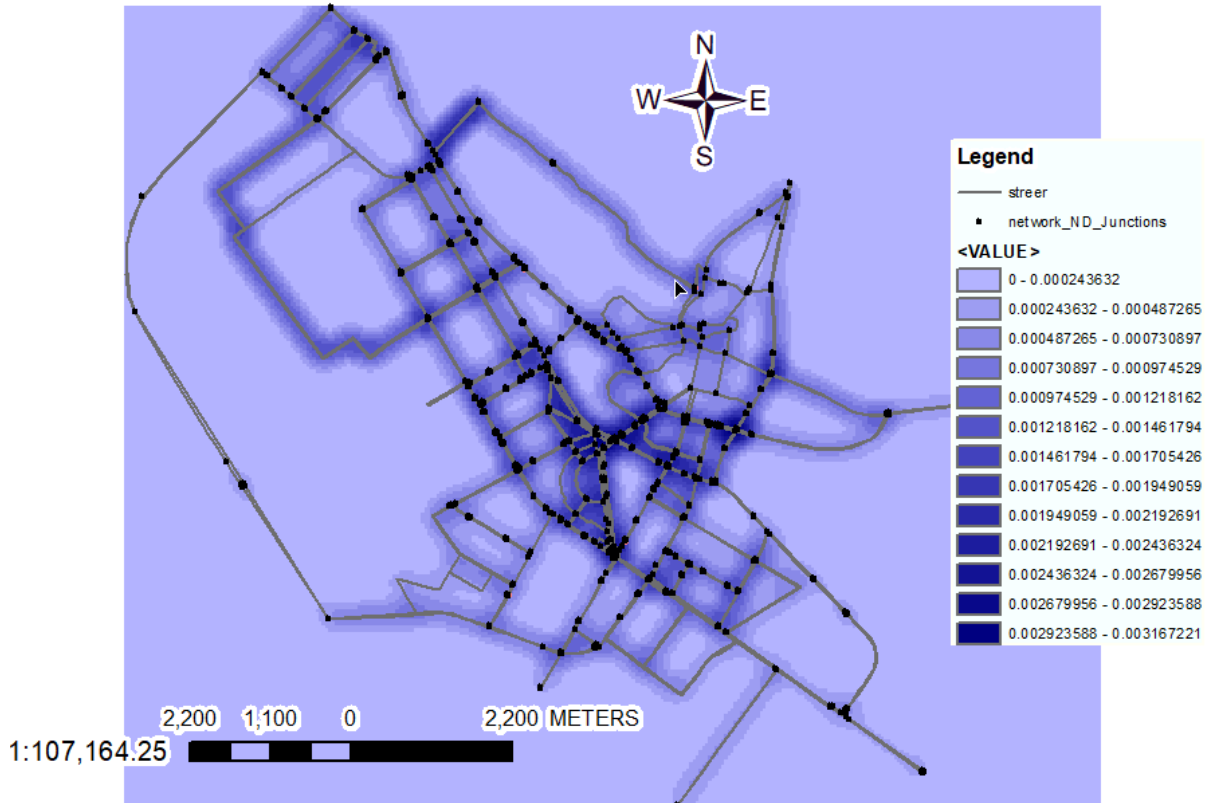 N
W E
S
Legend
streer
network_ND_Junctions
<VALUE>
0 - 0.000243632
0.000243632 - 0.000487265
0.000487265 - 0.000730897
0.000730897 - 0.000974529
0.000974529 - 0.001218162
0.001218162 - 0.001461794
0.001461794 - 0.001705426
0.001705426 - 0.001949059
0.001949059 - 0.002192691
0.002192691 - 0.002436324
0.002436324 - 0.002679956
0.002679956 - 0.002923588
0.002923588 - 0.003167221
2,200 1,100 0 2,200 METERS
1:107,164.25